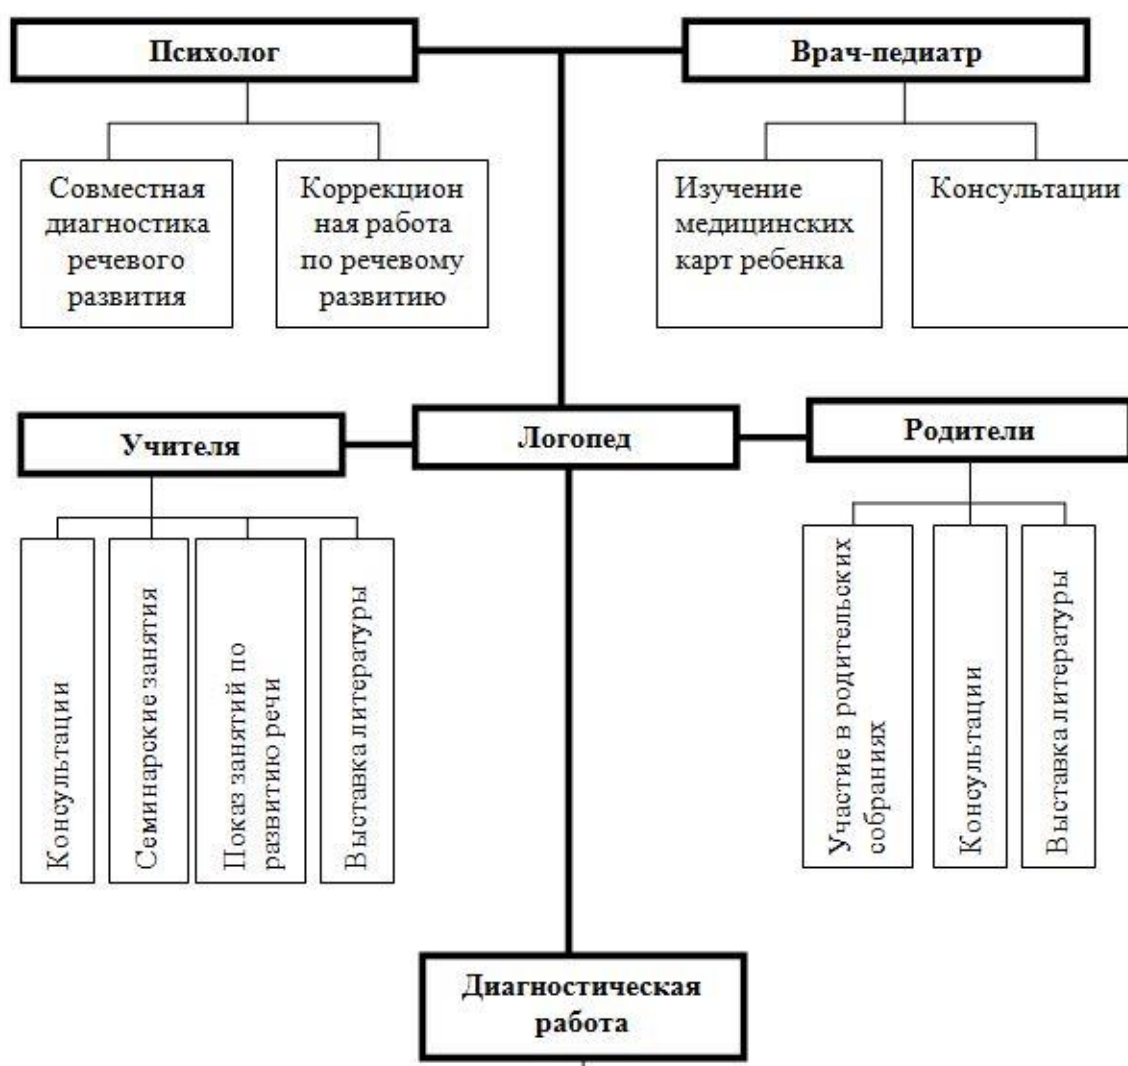 Психолог
Врач-педиатр
Совместная
диагностика
речевого
развития
Коррекцион
ная работа
по речевому
развитию
Изучение
медицинских
карт ребенка
Консультации
Учителя
Логопед
Родители
Консультации
Семинарские занятия
Показ занятий по
развитию речи
Выставка литературы
Участие в родительских
собраниях
Консультации
Выставка литературы
Диагностическая
работа